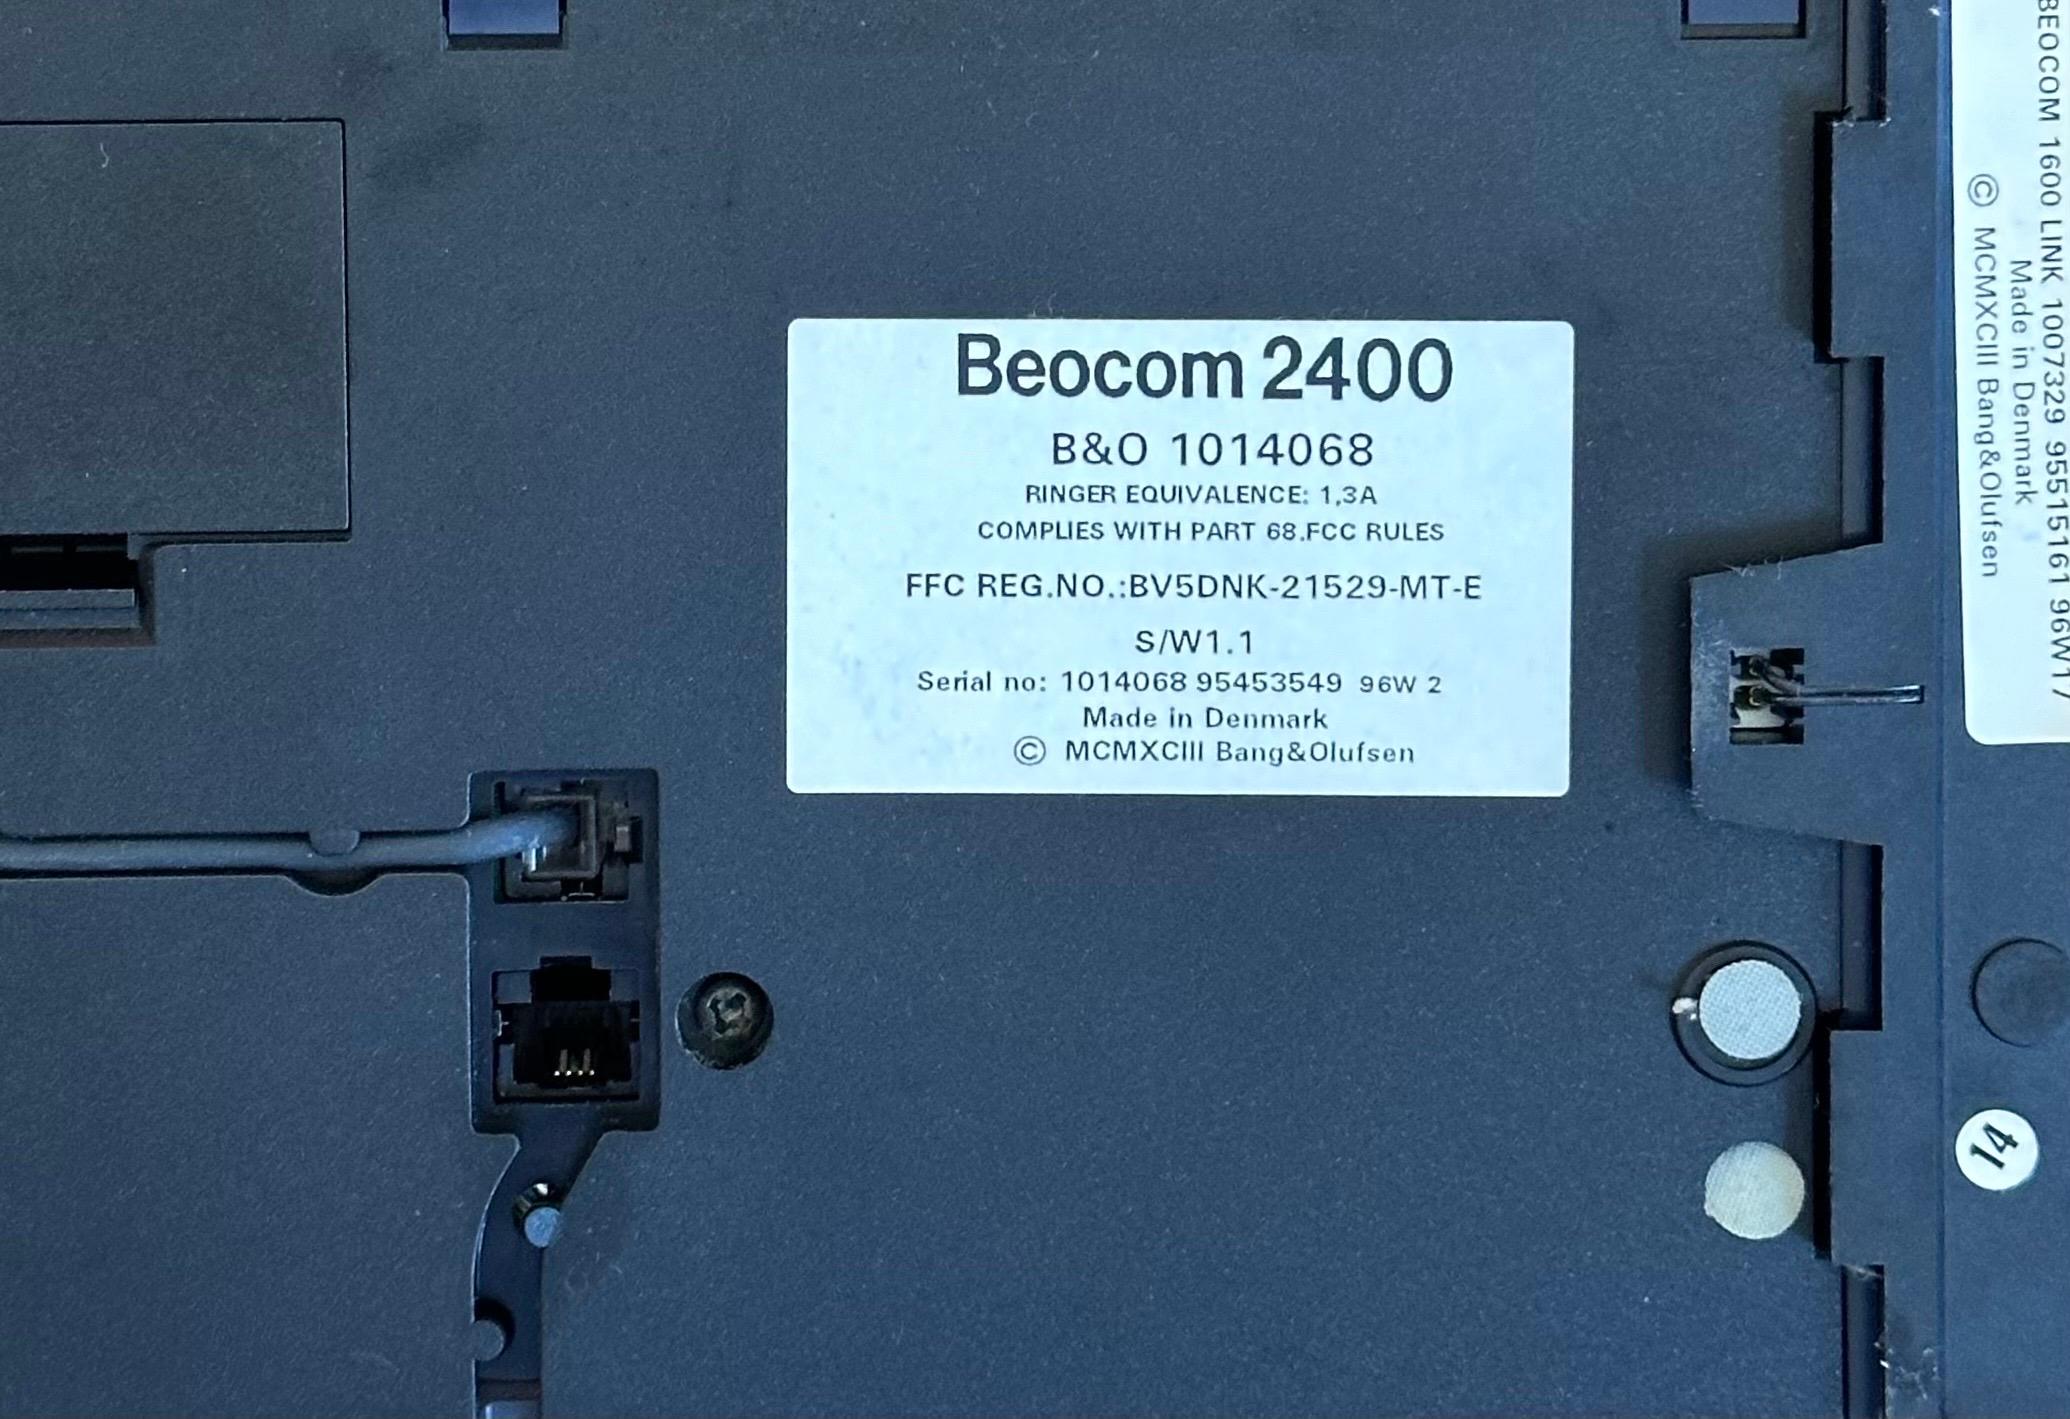 Beocom 2400
B&O 1014068
RINGER EQUIVALENCE: 1,3A
COMPLIES WITH PART 68.FCC RULES
FFC REG.NO.:BV5DNK-21529-MT-E
S/W1.1
Serial no: 1014068 95453549 96W 2
Made in Denmark
© MCMXCIII Bang&Olufsen
BEOCOM 1600 LINK 1007329 95515161 96W17
Made in Denmark
© MCMXCIII Bang&Olufsen
14